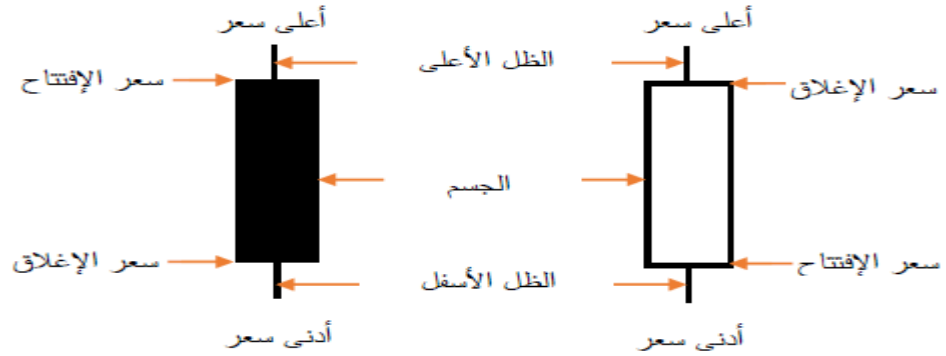 أعلى سعر
أعلى سعر
الظل الأعلى
سعر الإغلاق
سعر الإفتتاح
الجسم
سعر الإفتتاح
سعر الإغلاق
الظل الأسفل
أدنى سعر
أدنى سعر